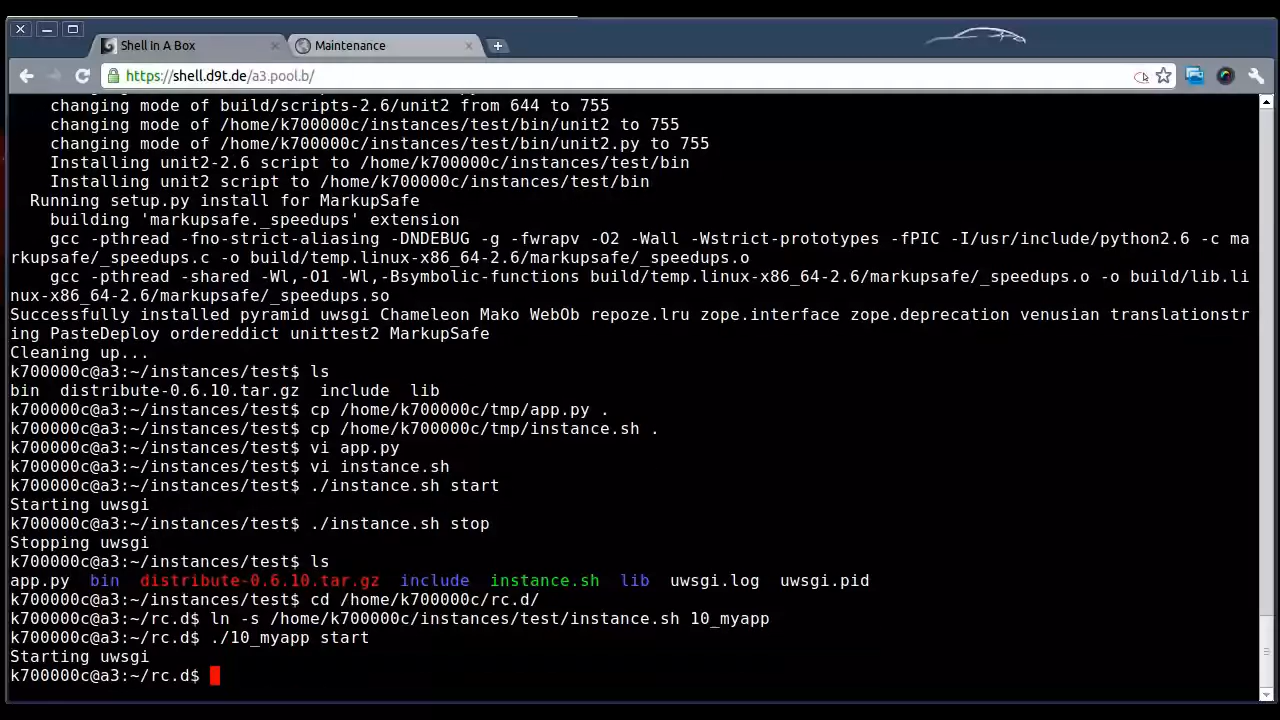 Shell In A Box
Maintenance
https://shell.d9t.de/a3.pool.b/
changing mode of build/scripts-2.6/unit2 from 644 to 755
changing mode of /home/k700000c/instances/test/bin/unit2 to 755
changing mode of /home/k700000c/instances/test/bin/unit2.py to 755
Installing unit2-2.6 script to /home/k700000c/instances/test/bin
Installing unit2 script to /home/k700000c/instances/test/bin
Running setup.py install for MarkupSafe
building 'markupsafe._speedups' extension
gcc -pthread -fno-strict-aliasing -DNDEBUG -g -fwrapv -O2 -Wall -Wstrict-prototypes -fPIC -I/usr/include/python2.6 -c ma
rkupsafe/_speedups.c -o build/temp.linux-x86_64-2.6/markupsafe/_speedups.o
gcc -pthread -shared -Wl,-O1 -Wl,-Bsymbolic-functions build/temp.linux-x86_64-2.6/markupsafe/_speedups.o -o build/lib.li
nux-x86_64-2.6/markupsafe/_speedups.so
Successfully installed pyramid uwsgi Chameleon Mako WebOb repoze.lru zope.interface zope.deprecation venusian translationstr
ing PasteDeploy ordereddict unittest2 MarkupSafe
Cleaning up...
k700000c@a3:~/instances/test$ ls
bin  distribute-0.6.10.tar.gz  include  lib
k700000c@a3:~/instances/test$ cp /home/k700000c/tmp/app.py .
k700000c@a3:~/instances/test$ cp /home/k700000c/tmp/instance.sh .
k700000c@a3:~/instances/test$ vi app.py
k700000c@a3:~/instances/test$ vi instance.sh
k700000c@a3:~/instances/test$ ./instance.sh start
Starting uwsgi
k700000c@a3:~/instances/test$ ./instance.sh stop
Stopping uwsgi
k700000c@a3:~/instances/test$ ls
app.py  bin  distribute-0.6.10.tar.gz  include  instance.sh  lib  uwsgi.log  uwsgi.pid
k700000c@a3:~/instances/test$ cd /home/k700000c/rc.d/
k700000c@a3:~/rc.d$ ln -s /home/k700000c/instances/test/instance.sh 10_myapp
k700000c@a3:~/rc.d$ ./10_myapp start
Starting uwsgi
k700000c@a3:~/rc.d$